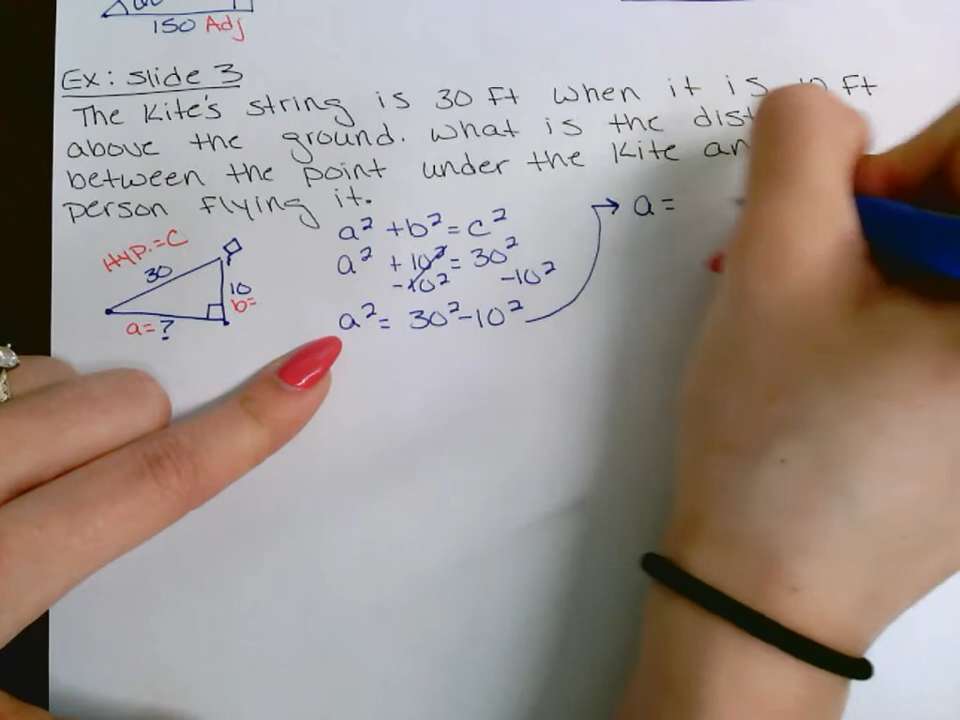 150 Adj
Ex: Slide 3
The Kite's string is 30 Ft when it is 10 Ft
above the ground. What is the
between the point under the Kite
person flying it.
a² + b² = c²
a² + 10² = 30²
-10² -10²
a² = 30² - 10²
→ a =
Hyp. = C
30
10
b=
a = ?